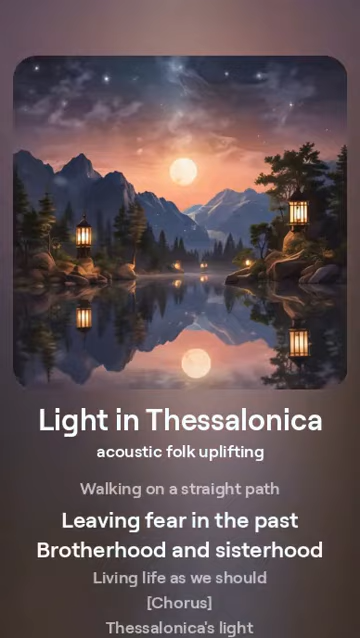 Light in Thessalonica
acoustic folk uplifting
Walking on a straight path
Leaving fear in the past
Brotherhood and sisterhood
Living life as we should
[Chorus]
Thessalonica's light